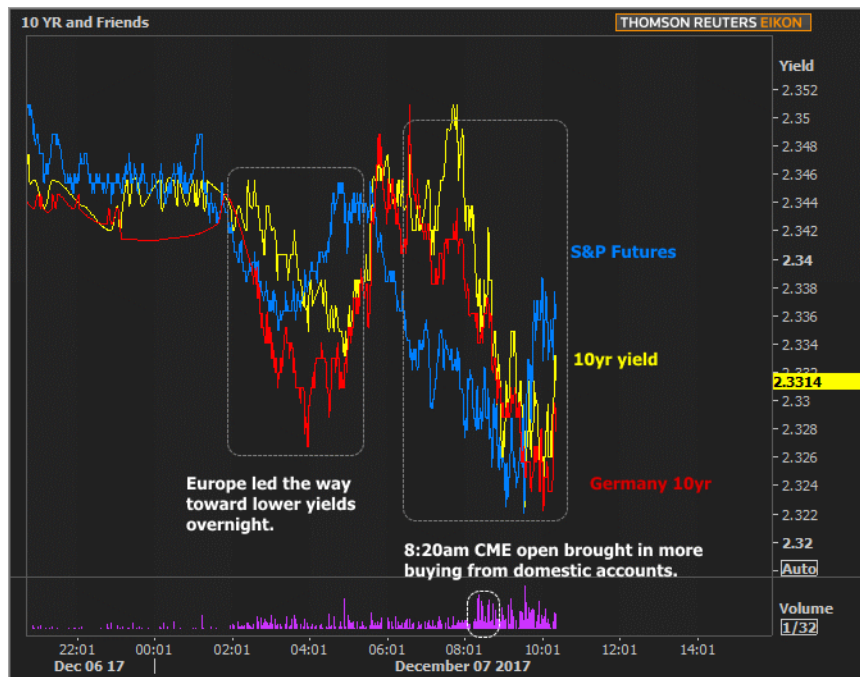 10 YR and Friends
THOMSON REUTERS EIKON
Yield
2.352
2.35
2.348
2.346
2.344
2.342
S&P Futures
2.34
2.338
2.336
2.334
10yr yield
2.332
2.3314
2.33
2.328
2.326
Europe led the way
toward lower yields
overnight.
Germany 10yr
2.324
2.322
2.32
8:20am CME open brought in more
buying from domestic accounts.
Auto
Volume
1/32
22:01 00:01 02:01 04:01 06:01 08:01 10:01 12:01 14:01
Dec 06 17 December 07 2017